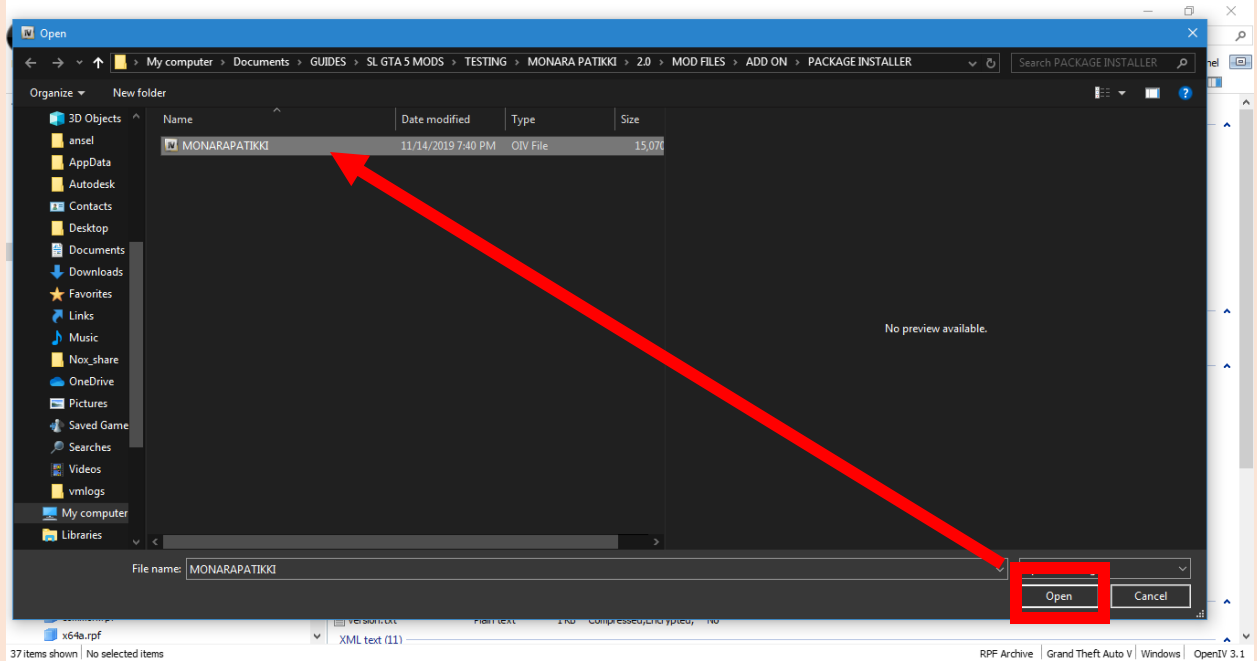 Open
My computer > Documents > GUIDES > SL GTA 5 MODS > TESTING > MONARA PATIKKI > 2.0 > MOD FILES > ADD ON > PACKAGE INSTALLER
Search PACKAGE INSTALLER
Organize
New folder
Name Date modified Type Size
MONARAPATIKKI 11/14/2019 7:40 PM OIV File 15,070
3D Objects
ansel
AppData
Autodesk
Contacts
Desktop
Documents
Downloads
Favorites
Links
Music
Nox_share
OneDrive
Pictures
Saved Game
Searches
Videos
vmlogs
My computer
Libraries
No preview available.
File name: MONARAPATIKKI
Open Cancel
x64a.rpf
XML text (11)
37 items shown No selected items RPF Archive Grand Theft Auto V Windows OpenIV 3.1